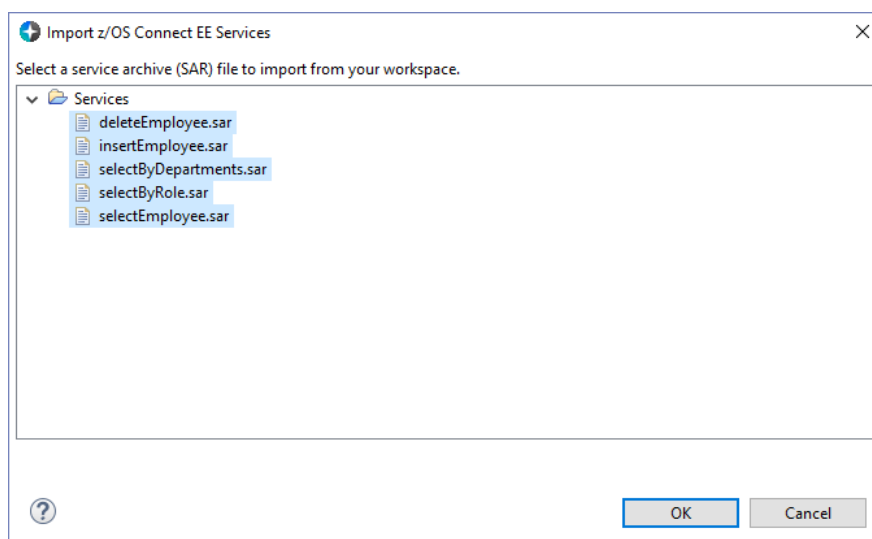 Import z/OS Connect EE Services
Select a service archive (SAR) file to import from your workspace.
Services
deleteEmployee.sar
insertEmployee.sar
selectByDepartments.sar
selectByRole.sar
selectEmployee.sar
?
OK Cancel